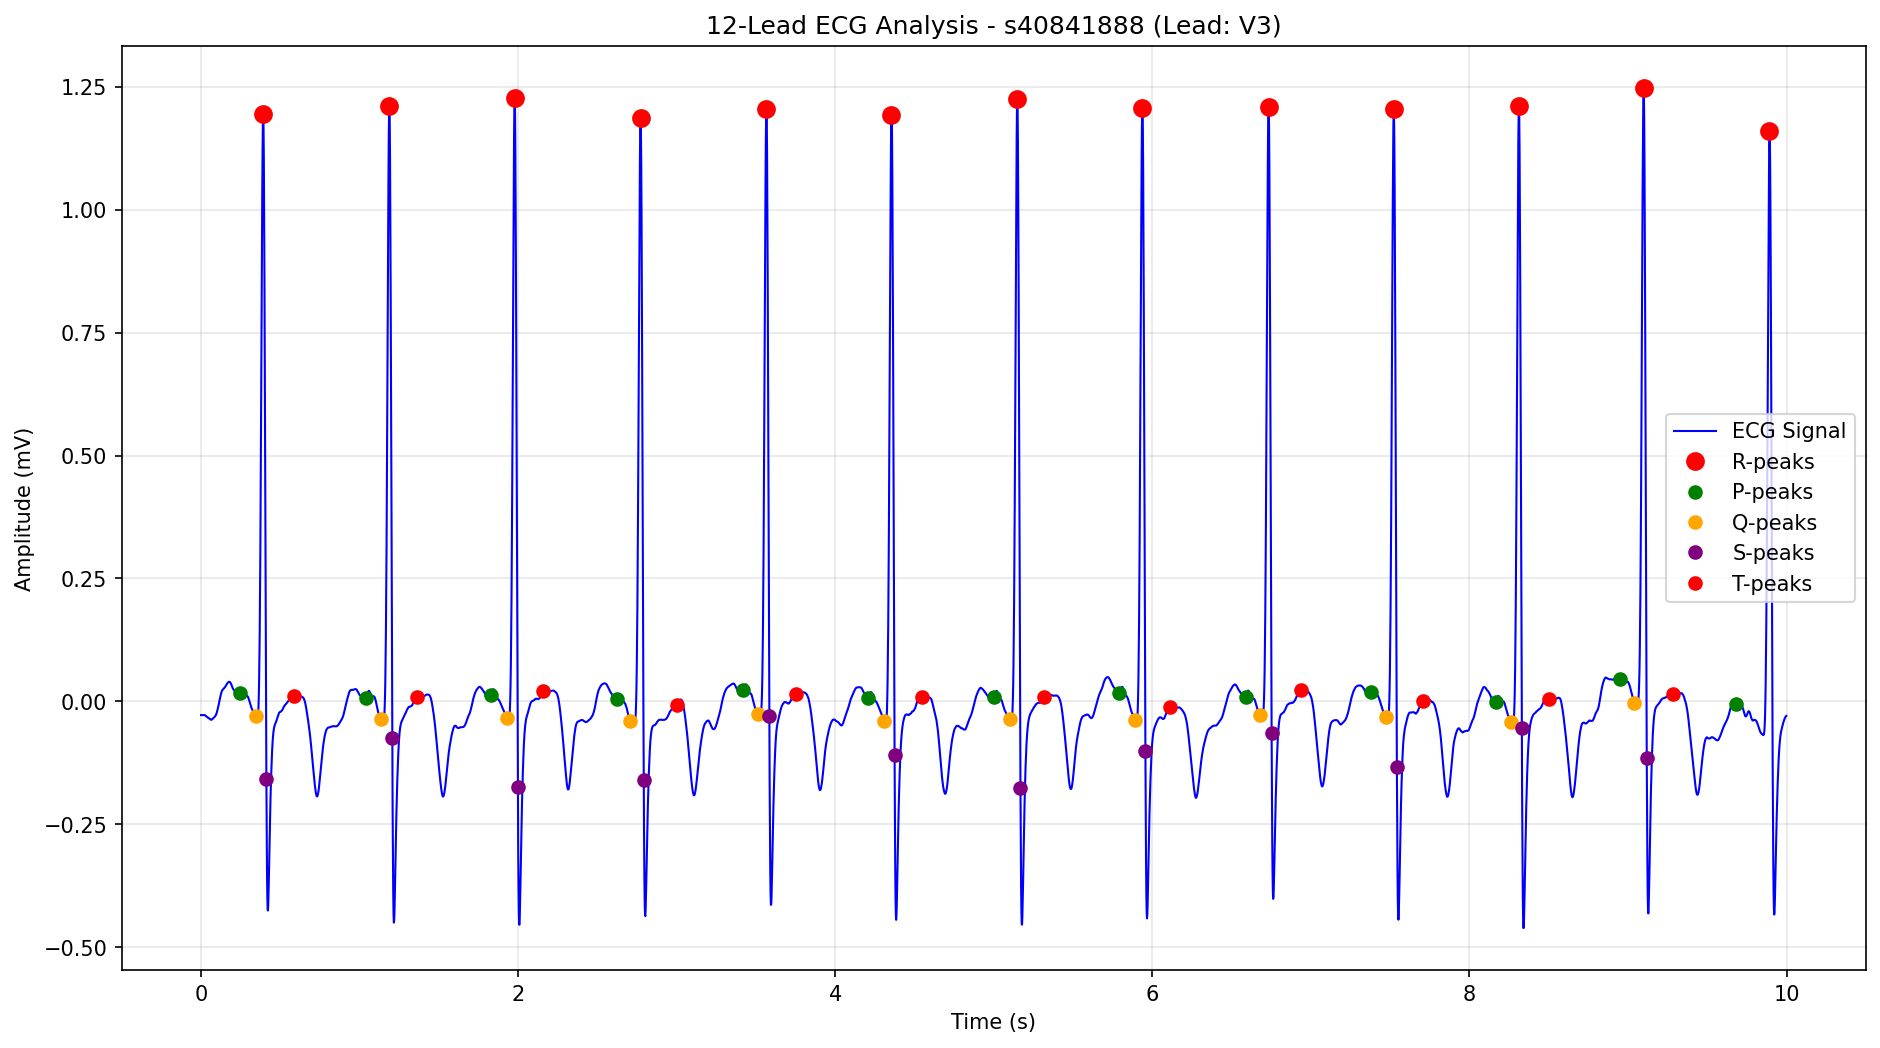 12-Lead ECG Analysis - s40841888 (Lead: V3)
1.25
1.00
0.75
0.50
0.25
0.00
−0.25
−0.50
Amplitude (mV)
ECG Signal
R-peaks
P-peaks
Q-peaks
S-peaks
T-peaks
0 2 4 6 8 10
Time (s)